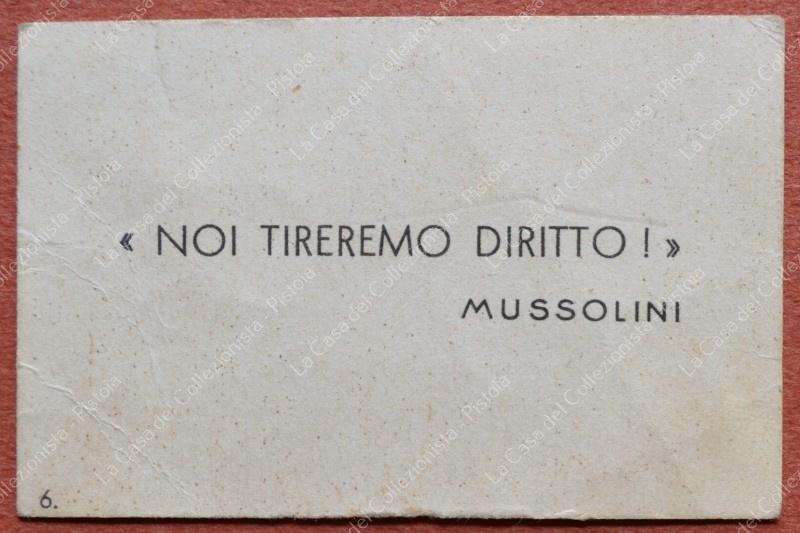 « NOI TIREREMO DIRITTO ! »
MUSSOLINI
6.
La Casa del Collezionista - Pistoia